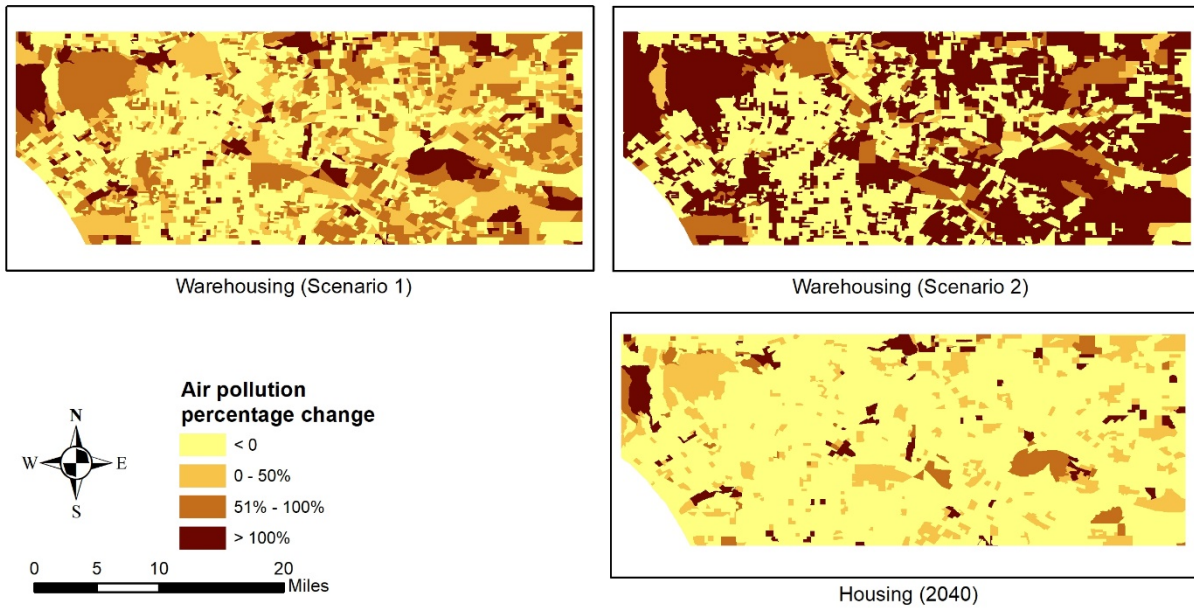 Warehousing (Scenario 1)
Warehousing (Scenario 2)
Air pollution
percentage change
< 0
0 - 50%
51% - 100%
> 100%
N
W E
S
0 5 10 20
Miles
Housing (2040)